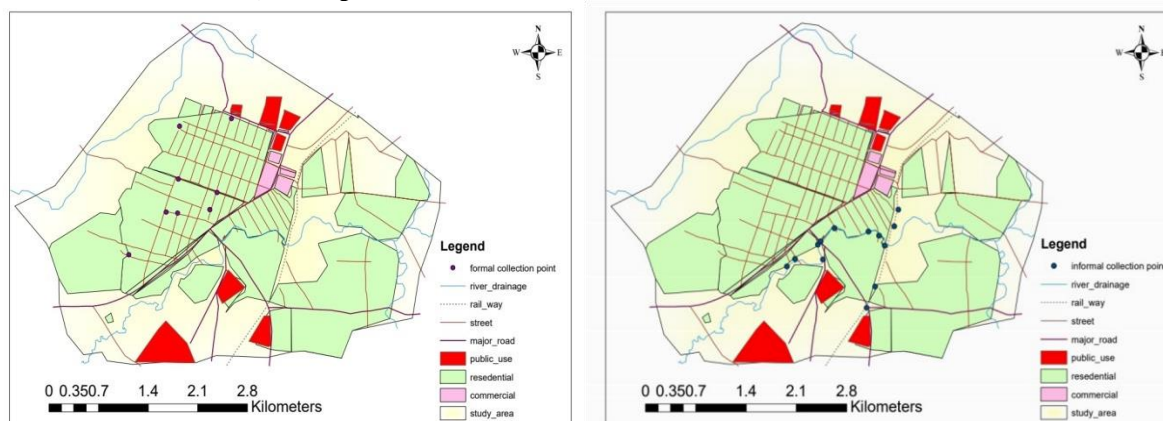 N
W E
S
Legend
formal collection point
river_drainage
rail_way
street
major_road
public_use
resedential
commercial
study_area
0 0.350.7 1.4 2.1 2.8
Kilometers
N
W E
S
Legend
informal collection point
river_drainage
rail_way
street
major_road
public_use
resedential
commercial
study_area
0 0.350.7 1.4 2.1 2.8
Kilometers